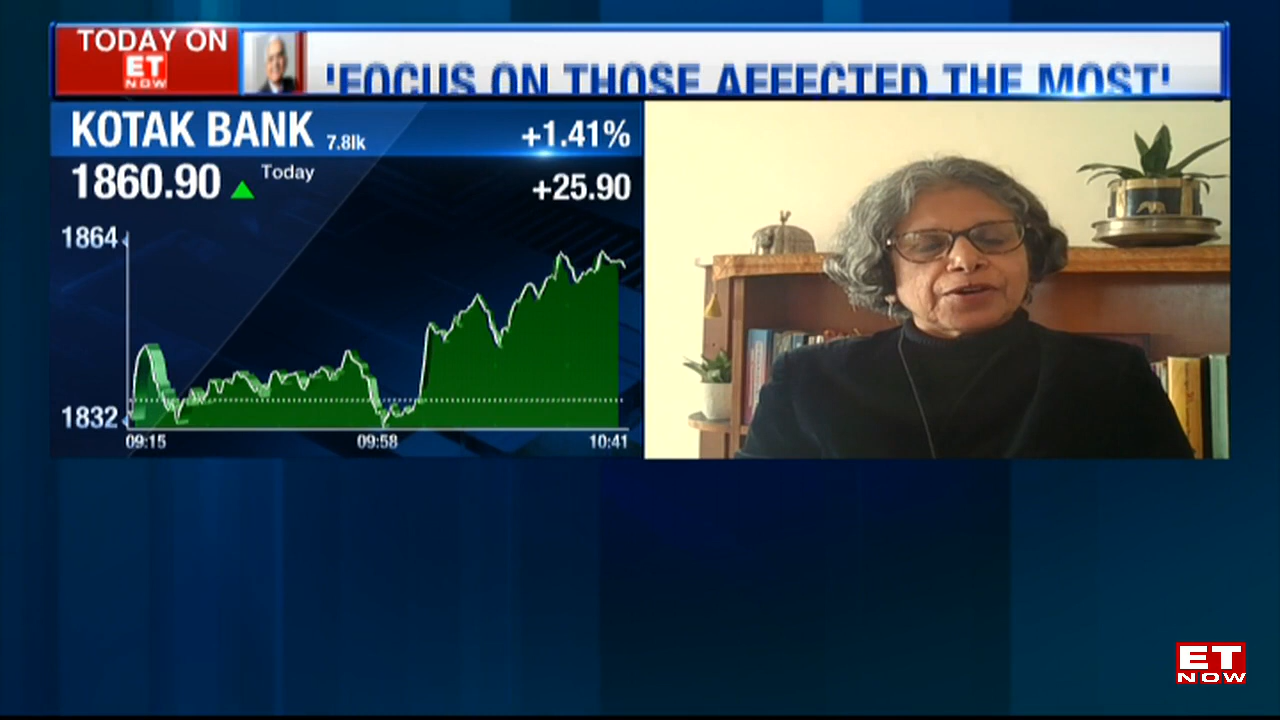 TODAY ON
ET
NOW
'FOCUS ON THOSE AFFECTED THE MOST'
KOTAK BANK 7.8lk +1.41%
1860.90 Today +25.90
1864
1832
09:15 09:58 10:41
ET
NOW